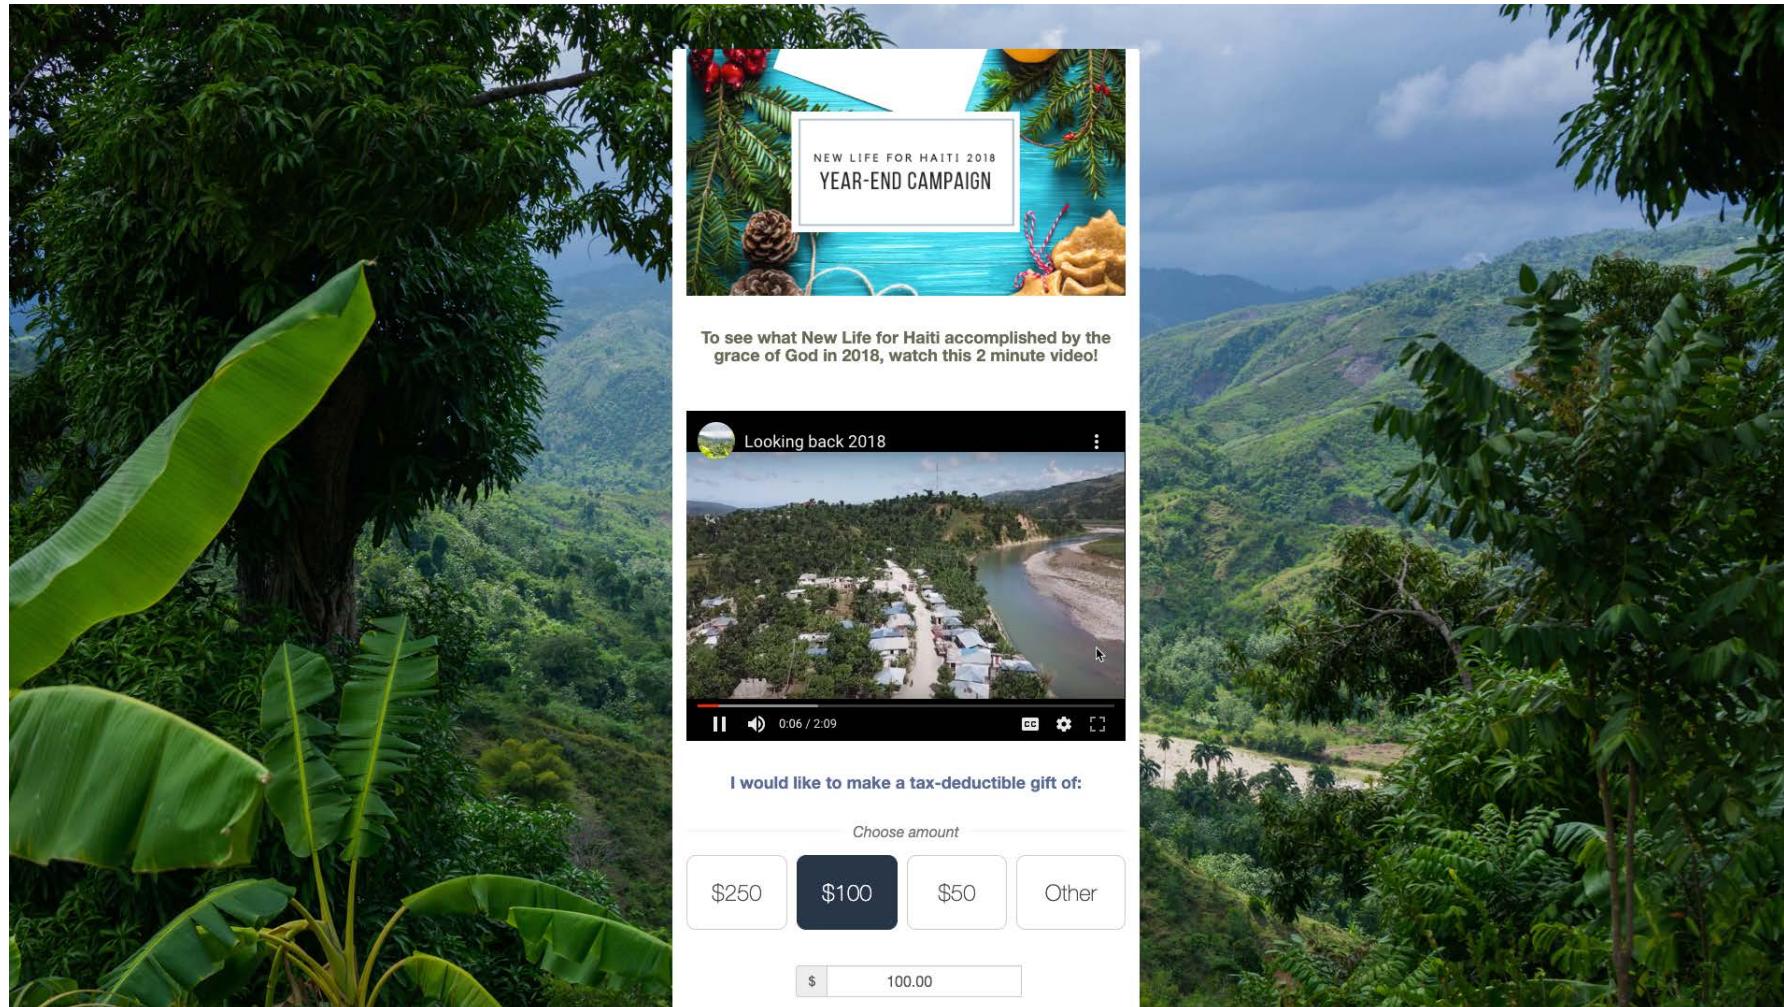 NEW LIFE FOR HAITI 2018
YEAR-END CAMPAIGN
To see what New Life for Haiti accomplished by the
grace of God in 2018, watch this 2 minute video!
Looking back 2018
0:06 / 2:09
CC
I would like to make a tax-deductible gift of:
Choose amount
$250 $100 $50 Other
$ 100.00